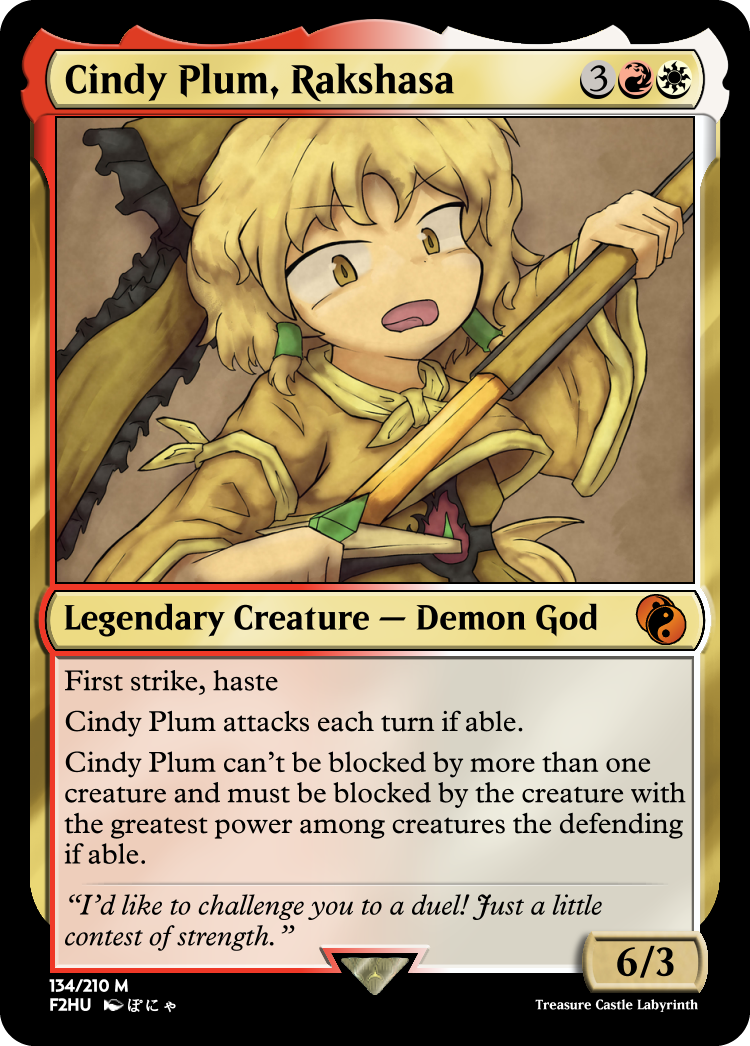 Cindy Plum, Rakshasa 3
Legendary Creature — Demon God
First strike, haste
Cindy Plum attacks each turn if able.
Cindy Plum can't be blocked by more than one
creature and must be blocked by the creature with
the greatest power among creatures the defending
if able.
“I'd like to challenge you to a duel! Just a little
contest of strength.”
6/3
134/210 M
F2HU ぽにゃ
Treasure Castle Labyrinth